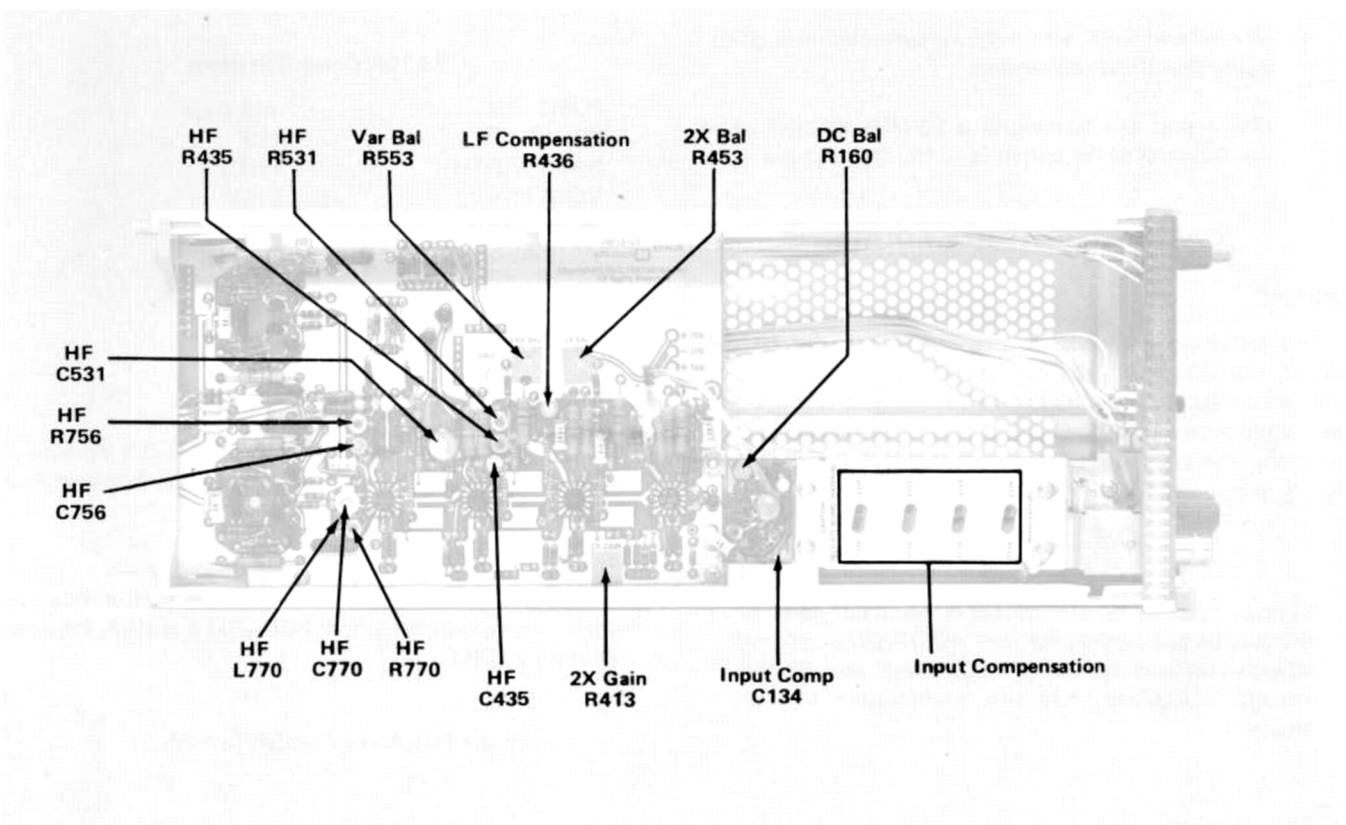 HF
R435
HF
R531
Var Bal
R553
LF Compensation
R436
2X Bal
R453
DC Bal
R160
HF
C531
HF
R756
HF
C756
HF
L770
HF
C770
HF
R770
HF
C435
2X Gain
R413
Input Comp
C134
Input Compensation